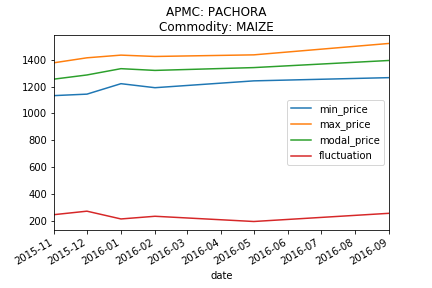 APMC: PACHORA
Commodity: MAIZE
1400
1200
1000
800
600
400
200
min_price
max_price
modal_price
fluctuation
2015-11
2015-12
2016-01
2016-02
2016-03
2016-04
2016-05
2016-06
2016-07
2016-08
2016-09
date